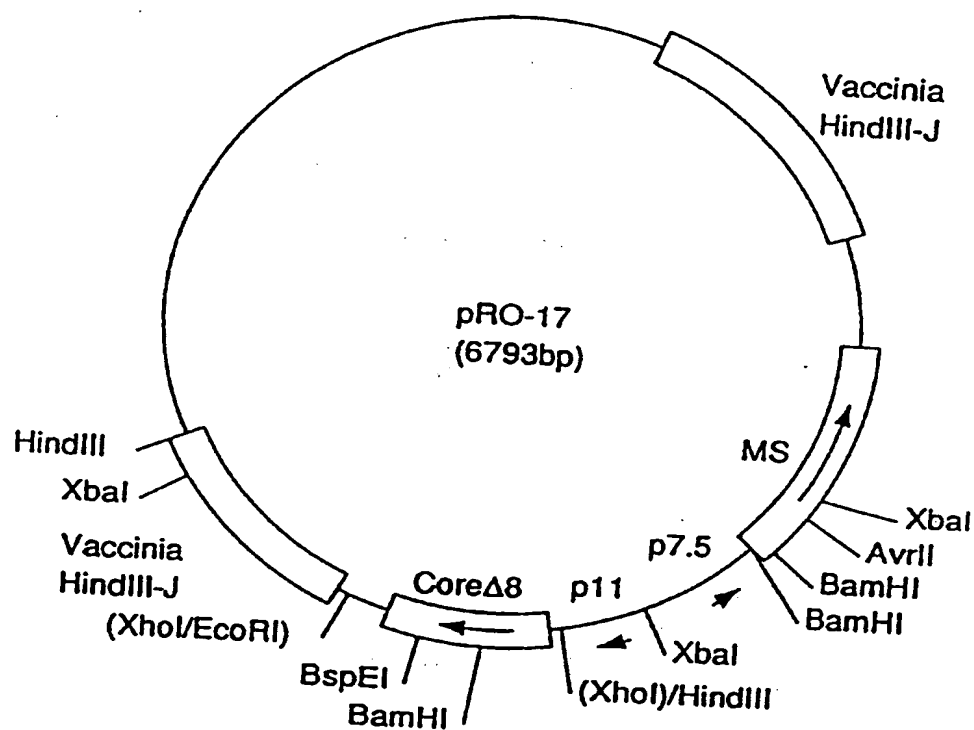 Vaccinia
HindIII-J
pRO-17
(6793bp)
HindIII
XbaI
Vaccinia
HindIII-J
(XhoI/EcoRI)
MS
p7.5
p11
CoreΔ8
XbaI
AvrII
BamHI
BamHI
XbaI
(XhoI)/HindIII
BspEI
BamHI